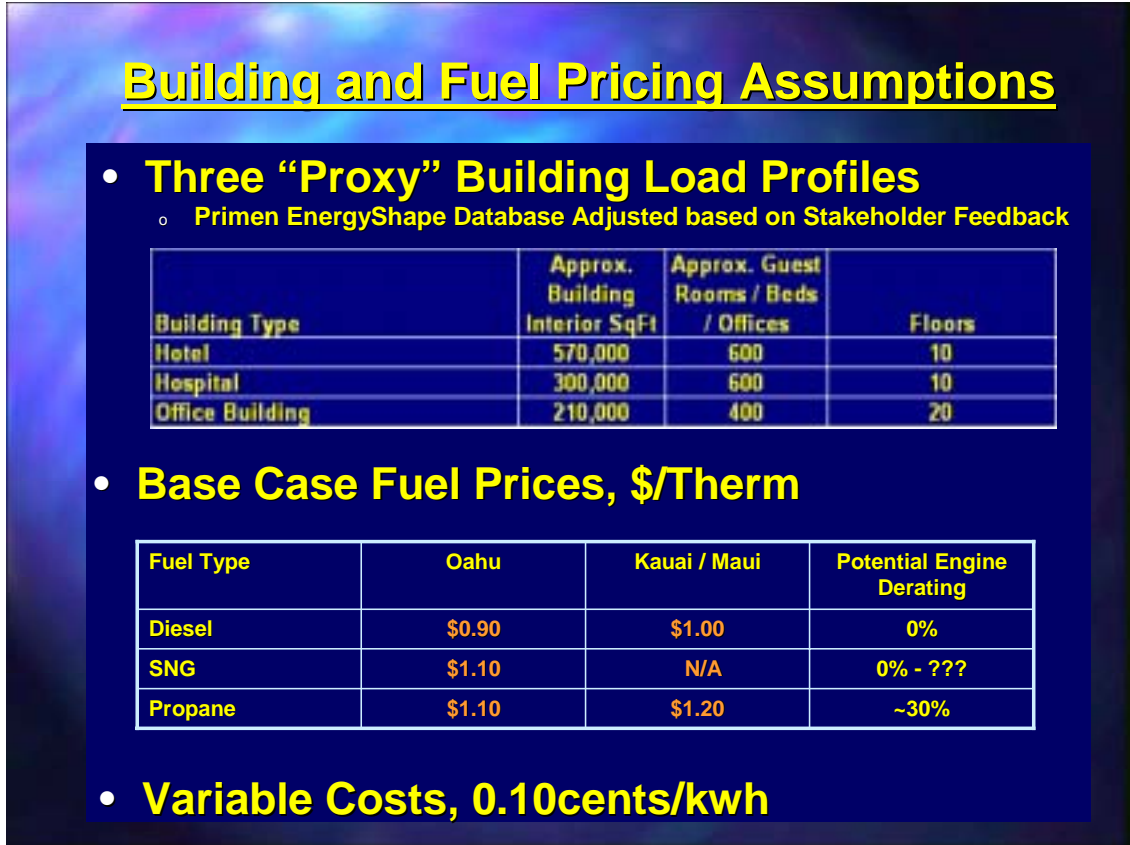 Building and Fuel Pricing Assumptions
• Three “Proxy” Building Load Profiles
o Primen EnergyShape Database Adjusted based on Stakeholder Feedback
Building Type Approx. Building Interior SqFt Approx. Guest Rooms / Beds / Offices Floors
Hotel 570,000 600 10
Hospital 300,000 600 10
Office Building 210,000 400 20
• Base Case Fuel Prices, $/Therm
Fuel Type Oahu Kauai / Maui Potential Engine Derating
Diesel $0.90 $1.00 0%
SNG $1.10 N/A 0% - ???
Propane $1.10 $1.20 ~30%
• Variable Costs, 0.10cents/kwh